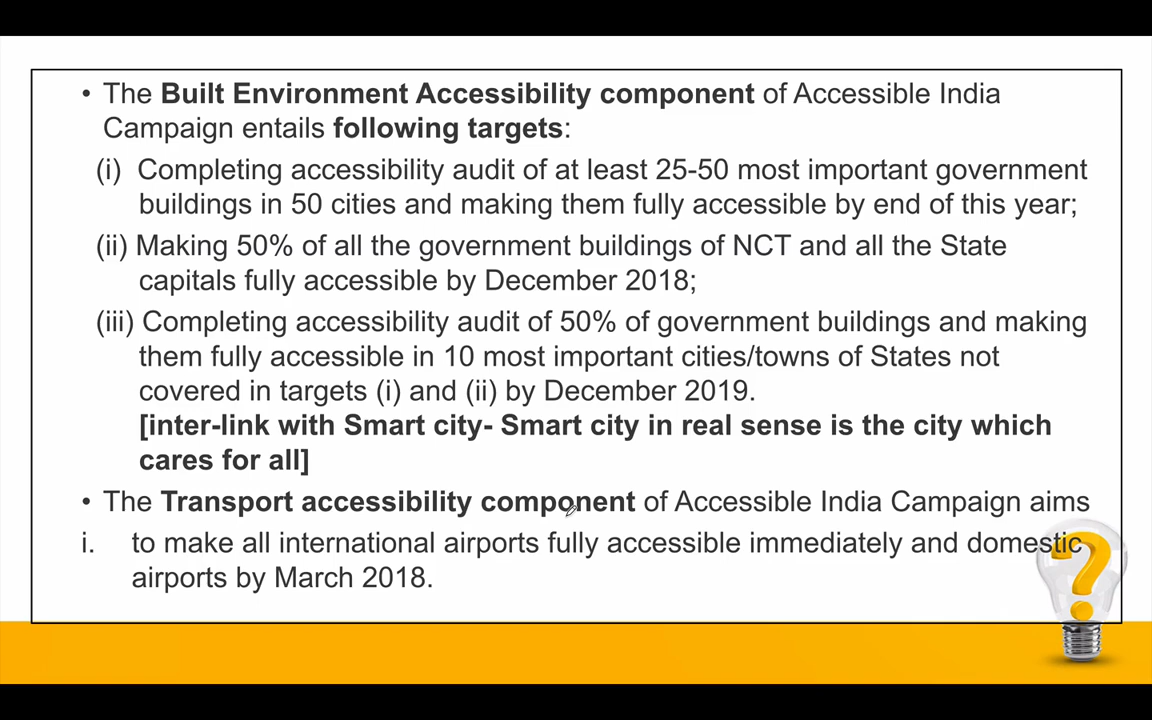 • The Built Environment Accessibility component of Accessible India
Campaign entails following targets:
(i) Completing accessibility audit of at least 25-50 most important government
buildings in 50 cities and making them fully accessible by end of this year;
(ii) Making 50% of all the government buildings of NCT and all the State
capitals fully accessible by December 2018;
(iii) Completing accessibility audit of 50% of government buildings and making
them fully accessible in 10 most important cities/towns of States not
covered in targets (i) and (ii) by December 2019.
[inter-link with Smart city- Smart city in real sense is the city which
cares for all]
• The Transport accessibility component of Accessible India Campaign aims
i. to make all international airports fully accessible immediately and domestic
airports by March 2018.